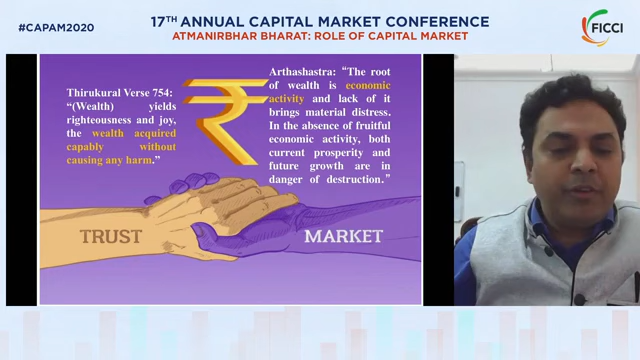 #CAPAM2020
17TH ANNUAL CAPITAL MARKET CONFERENCE
ATMANIRBHAR BHARAT: ROLE OF CAPITAL MARKET
FICCI
Thirukural Verse 754:
“(Wealth) yields
righteousness and joy,
the wealth acquired
capably without
causing any harm.”
₹
Arthashastra: “The root
of wealth is economic
activity and lack of it
brings material distress.
In the absence of fruitful
economic activity, both
current prosperity and
future growth are in
danger of destruction.”
TRUST
MARKET